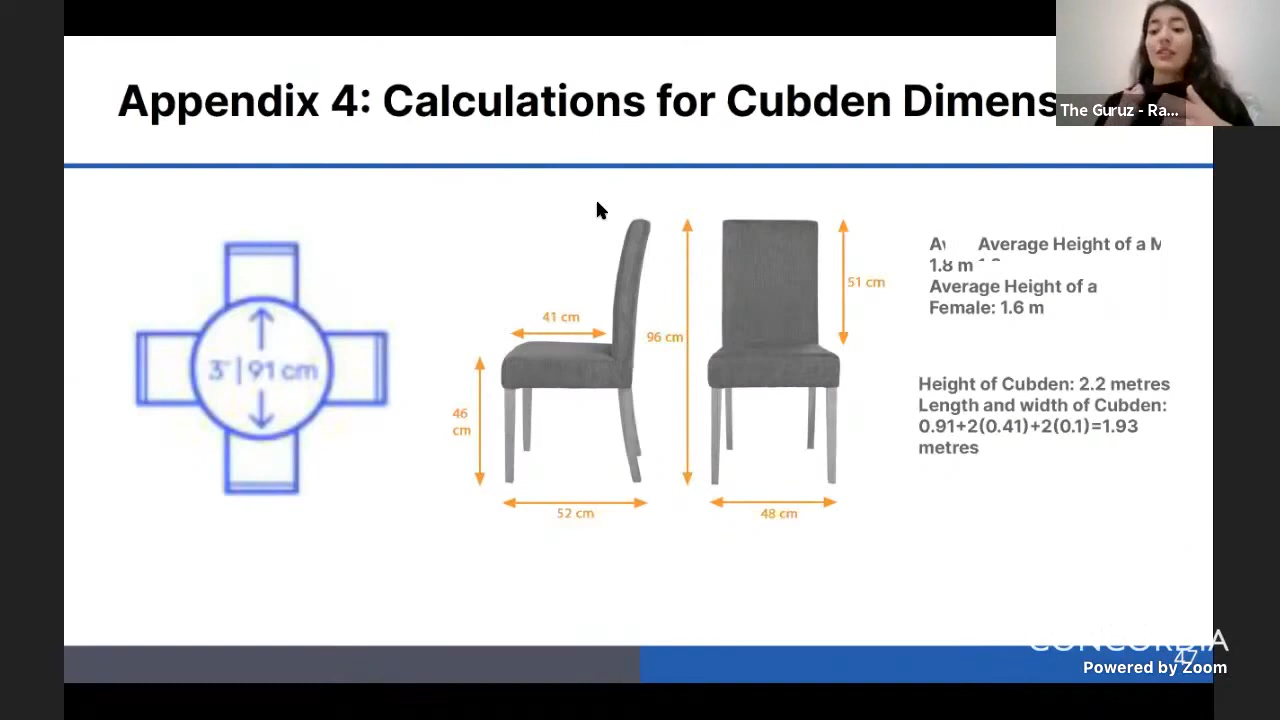 Appendix 4: Calculations for Cubden Dimens
The Guruz - Ra...
3' | 91 cm
41 cm
46
cm
52 cm
96 cm
51 cm
48 cm
Average Height of a M
1.8 m
Average Height of a
Female: 1.6 m
Height of Cubden: 2.2 metres
Length and width of Cubden:
0.91+2(0.41)+2(0.1)=1.93
metres
CONCORDIA
47
Powered by Zoom